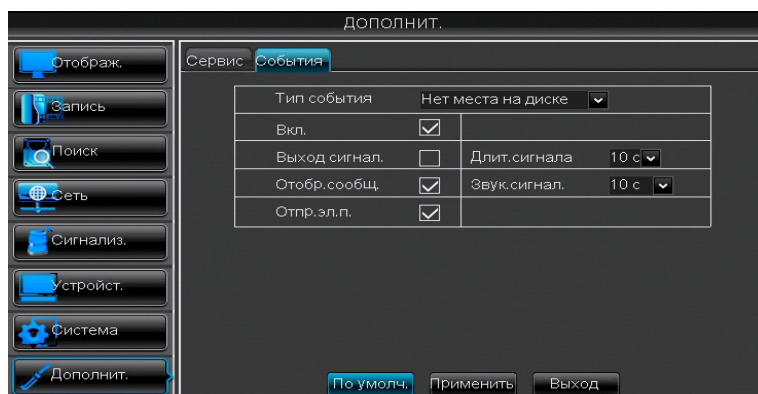 ДОПОЛНИТ.
Отображ.
Запись
Поиск
Сеть
Сигнализ.
Устройст.
Система
Дополнит.
Сервис События
Тип события Нет места на диске
Вкл.
Выход сигнал. Длит.сигнала 10 с
Отобр.сообщ. Звук.сигнал. 10 с
Отпр.эл.п.
По умолч. Применить Выход